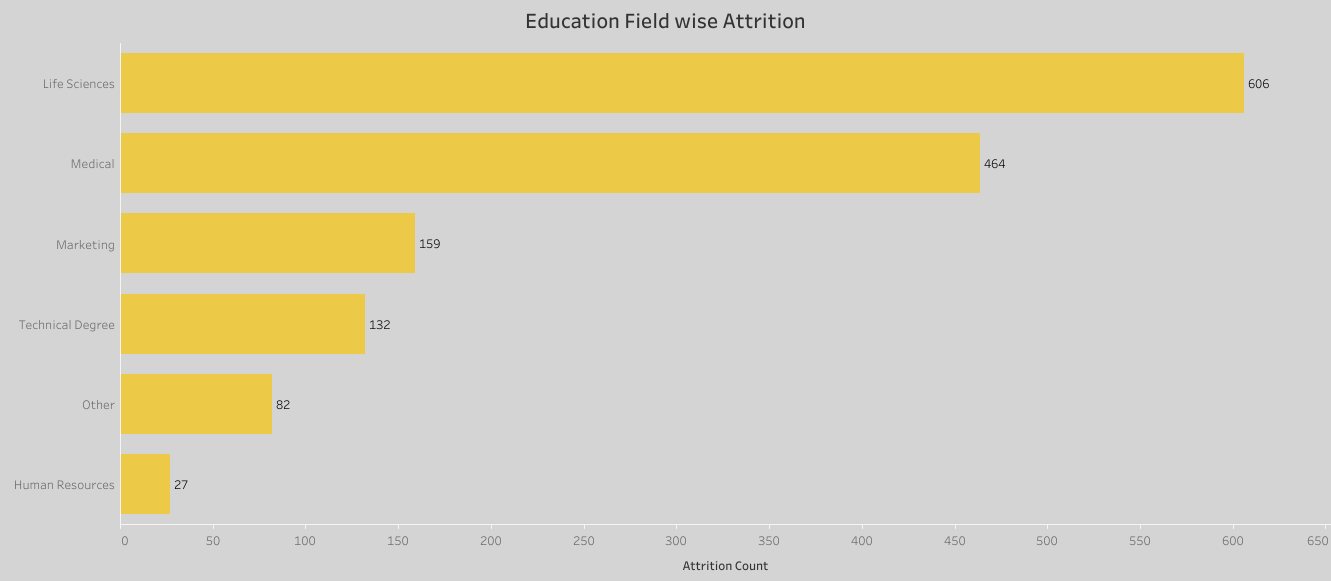 Education Field wise Attrition
Life Sciences 606
Medical 464
Marketing 159
Technical Degree 132
Other 82
Human Resources 27
0 50 100 150 200 250 300 350 400 450 500 550 600 650
Attrition Count